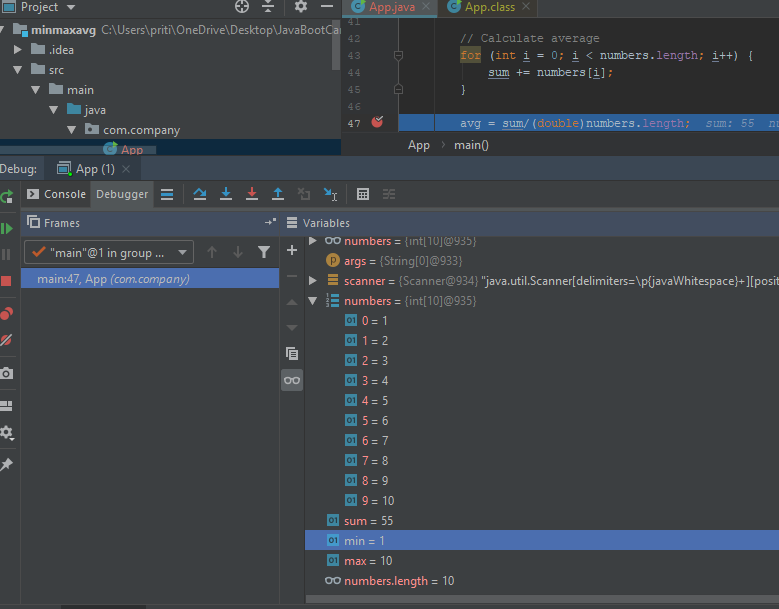 Project
App.java
App.class
minmaxavg C:\Users\priti\OneDrive\Desktop\JavaBootCa
.idea
src
main
java
com.company
App
41
42 // Calculate average
43 for (int i = 0; i < numbers.length; i++) {
44 sum += numbers[i];
45 }
46
47 avg = sum/(double)numbers.length; sum: 55
App > main()
Debug: App (1)
Console Debugger
Frames
Variables
"main"@1 in group ...
main:47, App (com.company)
numbers = {int[10]@935}
args = {String[0]@933}
scanner = {Scanner@934} "java.util.Scanner[delimiters=\p{javaWhitespace}+][posit
numbers = {int[10]@935}
0 = 1
1 = 2
2 = 3
3 = 4
4 = 5
5 = 6
6 = 7
7 = 8
8 = 9
9 = 10
sum = 55
min = 1
max = 10
numbers.length = 10